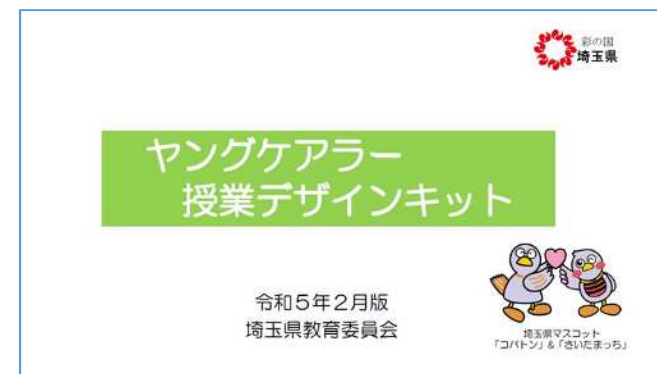 彩の国
埼玉県
ヤングケアラー
授業デザインキット
令和５年２月版
埼玉県教育委員会
埼玉県マスコット
「コバトン」&「さいたまっち」